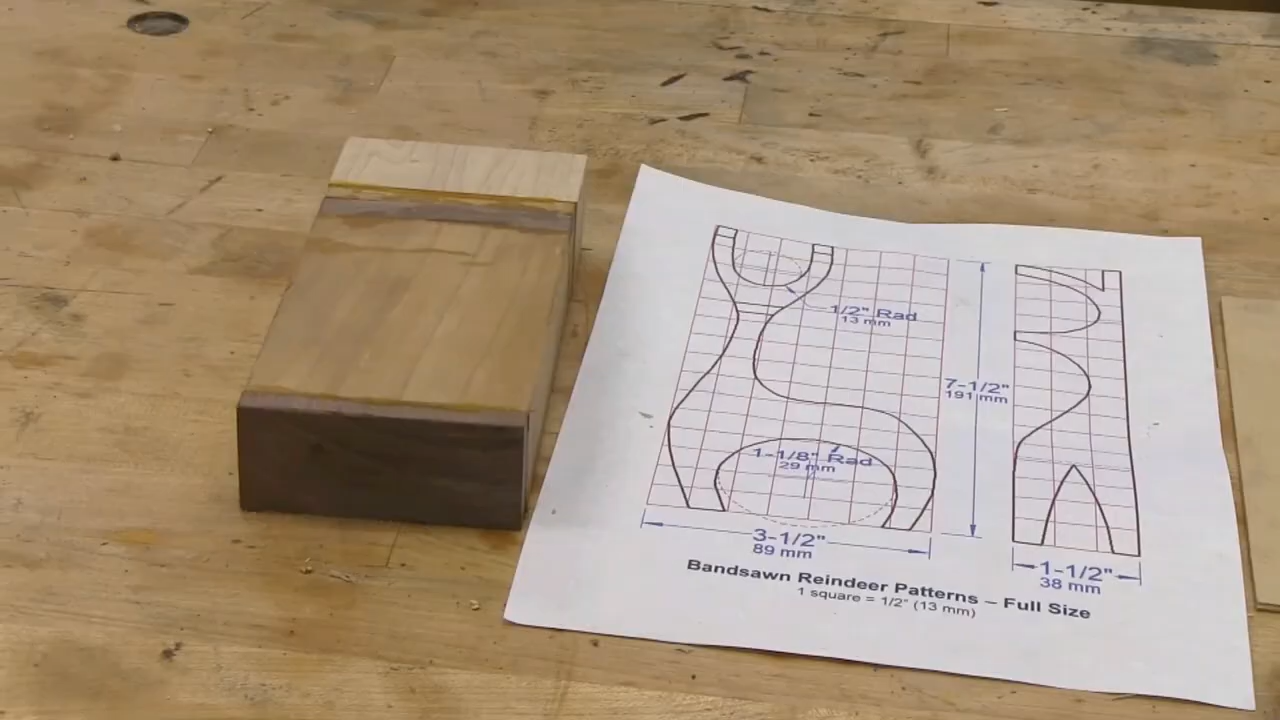 1/2" Rad
13 mm
7-1/2"
191 mm
1-1/8" Rad
29 mm
3-1/2"
89 mm
1-1/2"
38 mm
Bandsawn Reindeer Patterns – Full Size
1 square = 1/2" (13 mm)